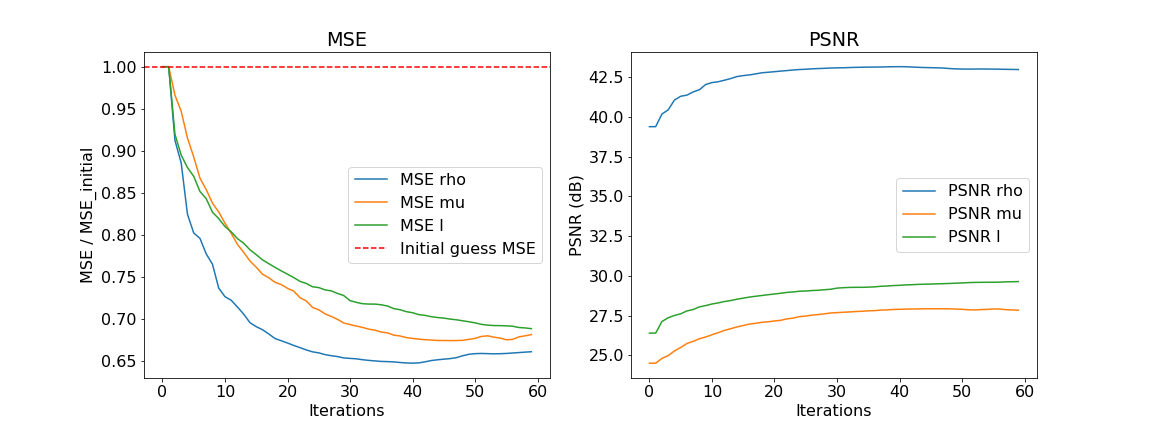 MSE
1.00
0.95
0.90
0.85
0.80
0.75
0.70
0.65
MSE / MSE_initial
0 10 20 30 40 50 60
Iterations
MSE rho
MSE mu
MSE l
Initial guess MSE
PSNR
42.5
40.0
37.5
35.0
32.5
30.0
27.5
25.0
PSNR (dB)
0 10 20 30 40 50 60
Iterations
PSNR rho
PSNR mu
PSNR l